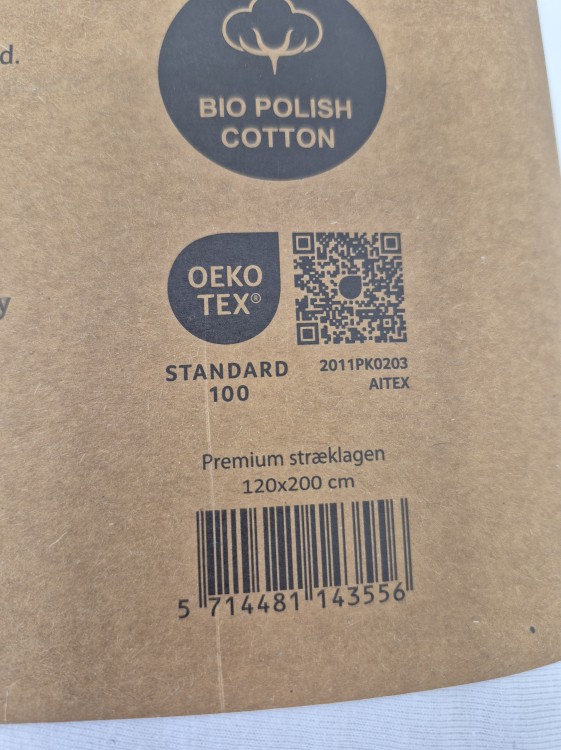 d.
BIO POLISH
COTTON
OEKO
TEX®
STANDARD
100
2011PK0203
AITEX
y
Premium stræklagen
120x200 cm
5 714481 143556